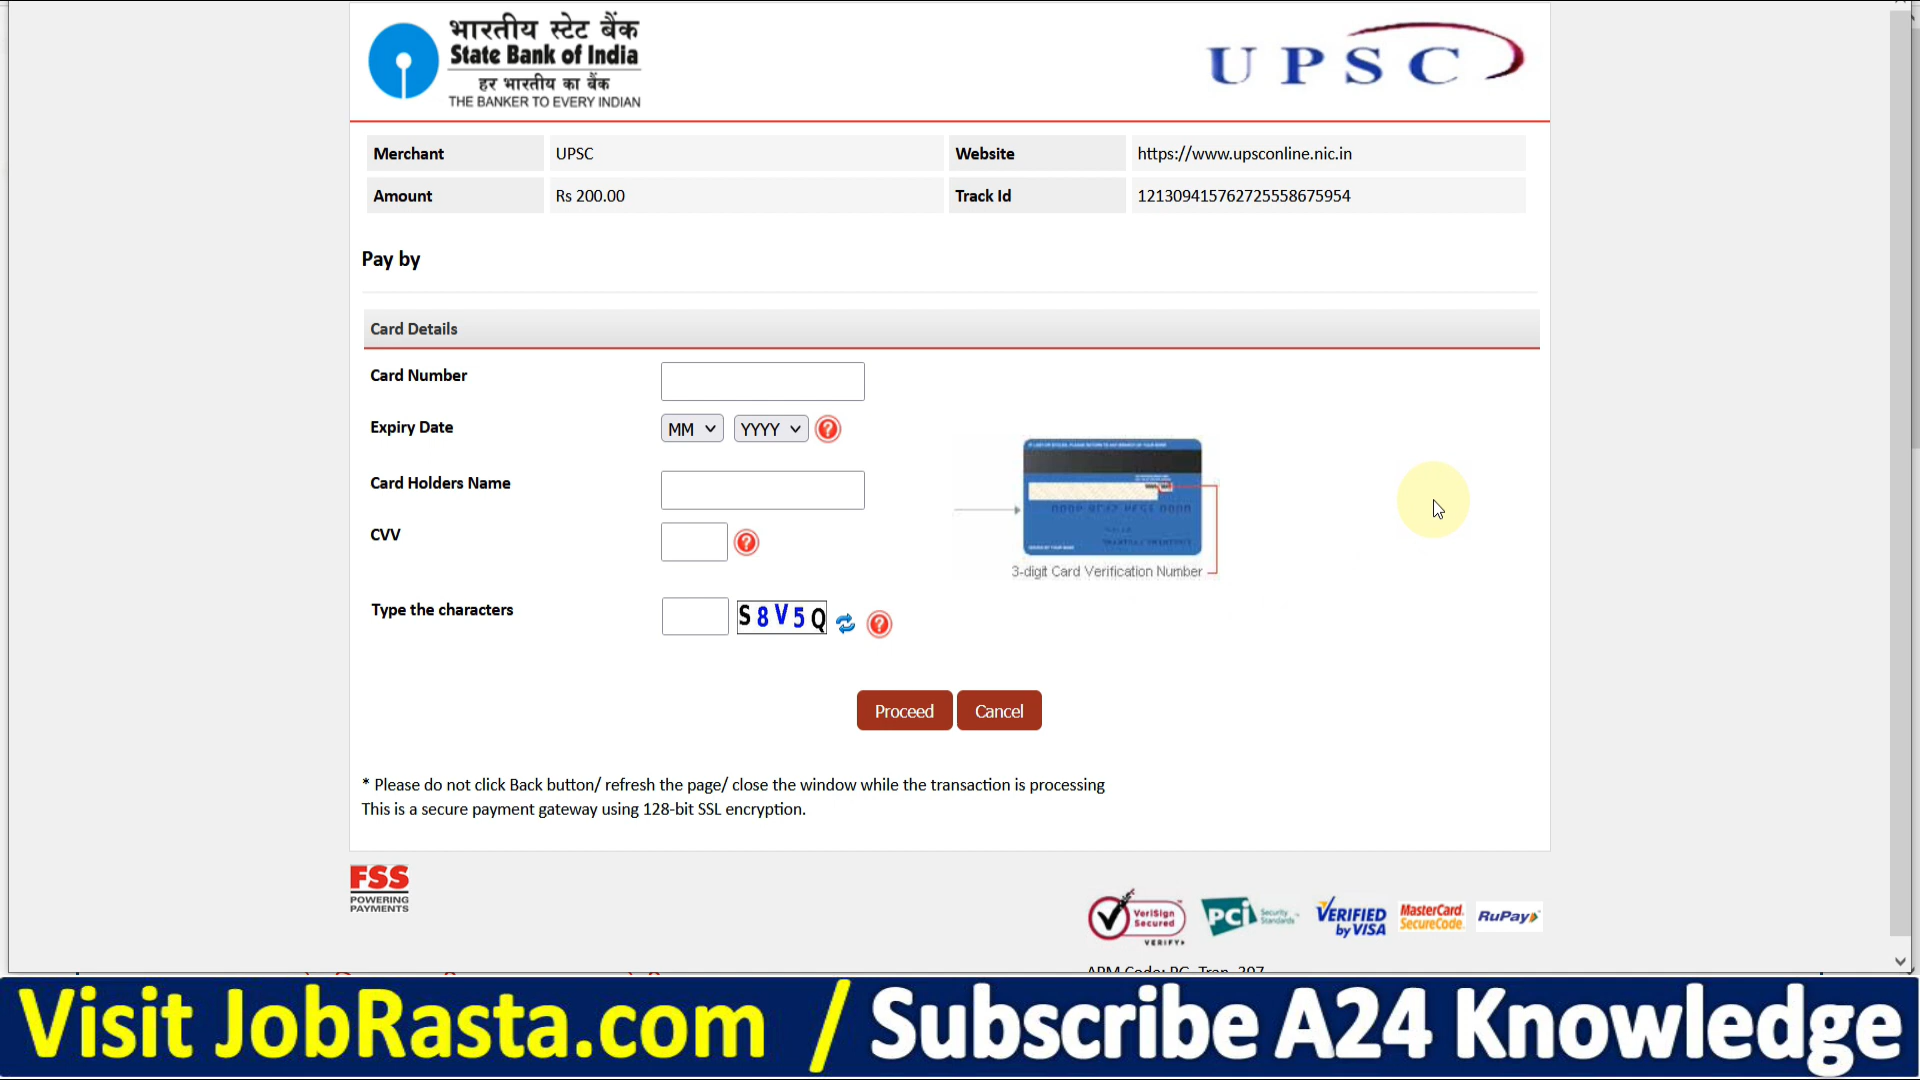 भारतीय स्टेट बैंक
State Bank of India
हर भारतीय का बैंक
THE BANKER TO EVERY INDIAN
UPSC
Merchant UPSC Website https://www.upsconline.nic.in
Amount Rs 200.00 Track Id 121309415762725558675954
Pay by
Card Details
Card Number
Expiry Date MM YYYY ?
Card Holders Name
CVV ?
3-digit Card Verification Number
Type the characters S8V5Q ?
Proceed Cancel
* Please do not click Back button/ refresh the page/ close the window while the transaction is processing
This is a secure payment gateway using 128-bit SSL encryption.
FSS
POWERING
PAYMENTS
VeriSign
Secured
VERIFY
PCI Security
Standards
VERIFIED
by VISA
MasterCard.
SecureCode.
RuPay
Visit JobRasta.com / Subscribe A24 Knowledge